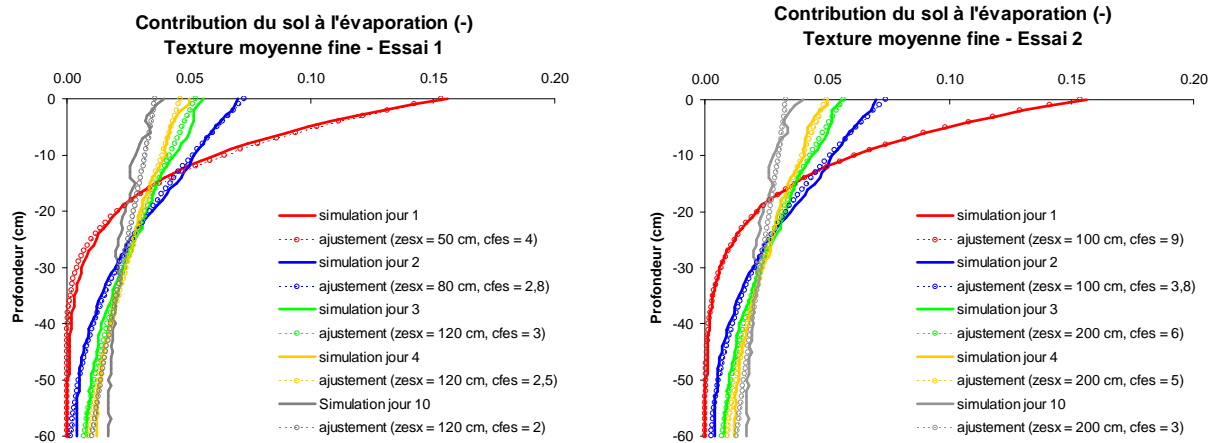 Contribution du sol à l'évaporation (-)
Texture moyenne fine - Essai 1
0.00 0.05 0.10 0.15 0.20
0
-10
-20
-30
-40
-50
-60
Profondeur (cm)
simulation jour 1
ajustement (zesx = 50 cm, cfes = 4)
simulation jour 2
ajustement (zesx = 80 cm, cfes = 2,8)
simulation jour 3
ajustement (zesx = 120 cm, cfes = 3)
simulation jour 4
ajustement (zesx = 120 cm, cfes = 2,5)
Simulation jour 10
ajustement (zesx = 120 cm, cfes = 2)
Contribution du sol à l'évaporation (-)
Texture moyenne fine - Essai 2
0.00 0.05 0.10 0.15 0.20
0
-10
-20
-30
-40
-50
-60
Profondeur (cm)
simulation jour 1
ajustement (zesx = 100 cm, cfes = 9)
simulation jour 2
ajustement (zesx = 100 cm, cfes = 3,8)
simulation jour 3
ajustement (zesx = 200 cm, cfes = 6)
simulation jour 4
ajustement (zesx = 200 cm, cfes = 5)
simulation jour 10
ajustement (zesx = 200 cm, cfes = 3)